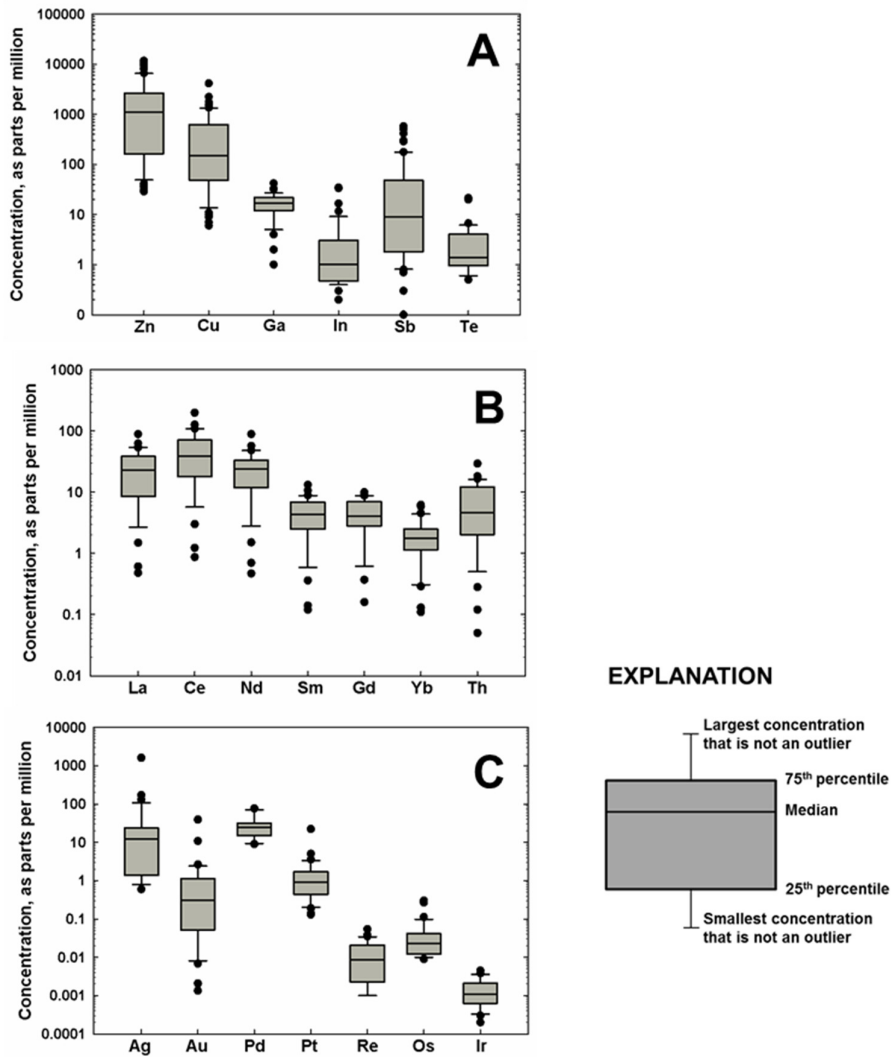 A
Concentration, as parts per million
100000
10000
1000
100
10
1
0
Zn Cu Ga In Sb Te
B
Concentration, as parts per million
1000
100
10
1
0.1
0.01
La Ce Nd Sm Gd Yb Th
C
Concentration, as parts per million
10000
1000
100
10
1
0.1
0.01
0.001
0.0001
Ag Au Pd Pt Re Os Ir
EXPLANATION
Largest concentration
that is not an outlier
75th percentile
Median
25th percentile
Smallest concentration
that is not an outlier